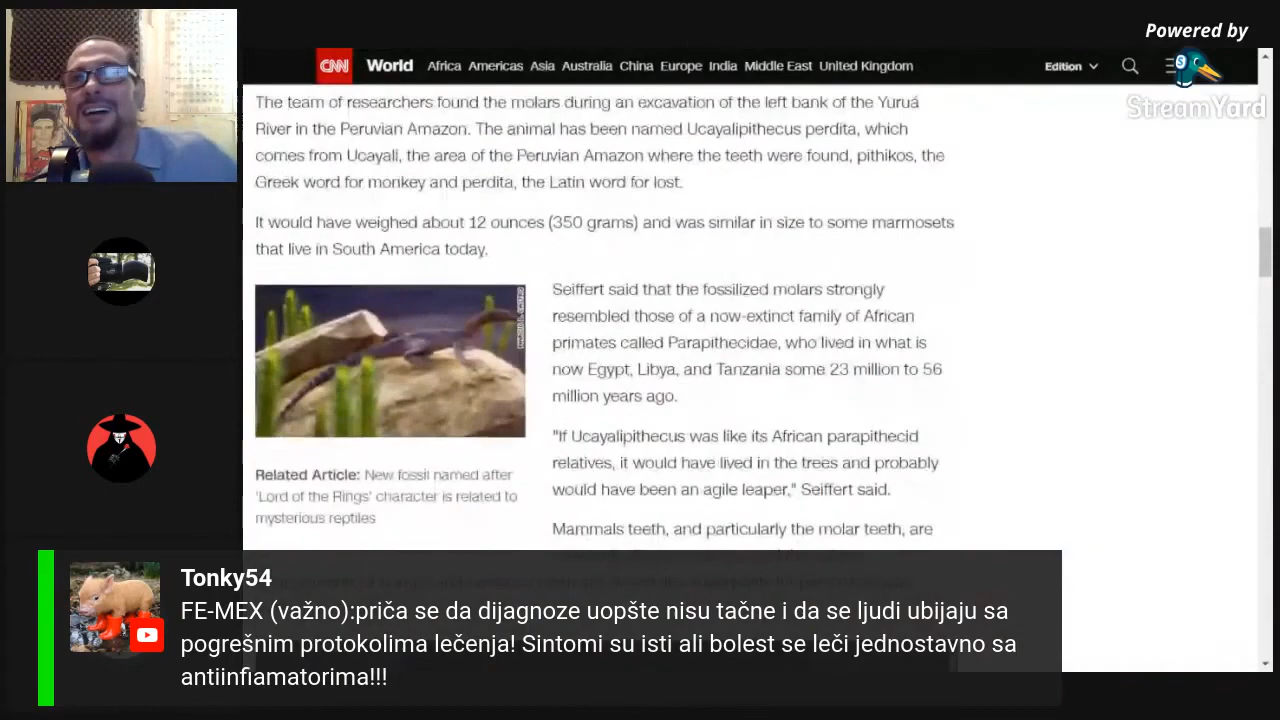 Powered by
StreamYard
CNN World Africa Americas Asia Australia China Europe India Middle East United Kingdom Edition
The team of researchers found the molars during an excavation of the left bank of the Yuruá
River in the Peruvian Amazon. The animal has been named Ucayalipithecus perdita, which
comes from Ucayali, the area of the Peruvian Amazon where the teeth were found, pithikos, the
Greek word for monkey and perdita, the Latin word for lost.
It would have weighed about 12 ounces (350 grams) and was similar in size to some marmosets
that live in South America today.
Seiffert said that the fossilized molars strongly
resembled those of a now-extinct family of African
primates called Parapithecidae, who lived in what is
now Egypt, Libya, and Tanzania some 23 million to 56
million years ago.
"If Ucayalipithecus was like its African parapithecid
relatives, it would have lived in the trees and probably
would have been an agile leaper," Seiffert said.
Mammals teeth, and particularly the molar teeth, are
Related Article: New fossil named after
'Lord of the Rings' character is related to
mysterious reptiles
Tonky54
FE-MEX (važno):priča se da dijagnoze uopšte nisu tačne i da se ljudi ubijaju sa
pogrešnim protokolima lečenja! Sintomi su isti ali bolest se leci jednostavno sa
antiinfiamatorima!!!